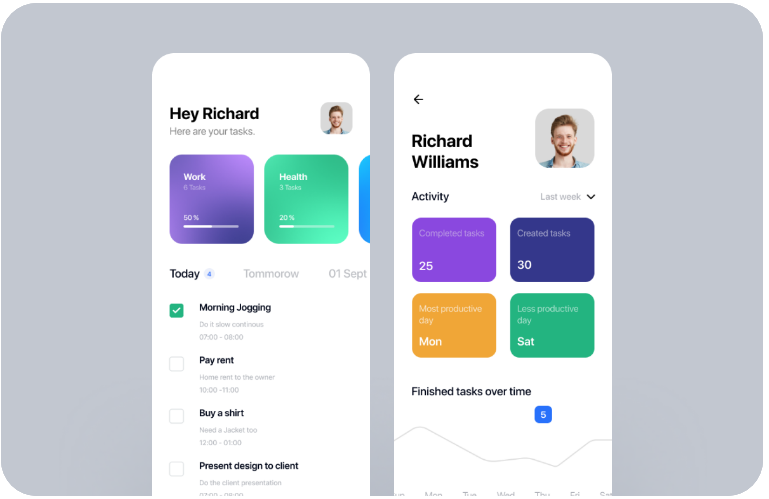 Hey Richard
Here are your tasks.
Work
6 Tasks
50 %
Health
3 Tasks
20 %
Today 4 Tommorow 01 Sept
Morning Jogging
Do it slow continous
07:00 - 08:00
Pay rent
Home rent to the owner
10:00 -11:00
Buy a shirt
Need a Jacket too
12:00 - 01:00
Present design to client
Do the client presentation
07:00 - 08:00
Richard
Williams
Activity
Last week
Completed tasks
25
Created tasks
30
Most productive
day
Mon
Less productive
day
Sat
Finished tasks over time
5
Mon Tue Wed Thu Fri Sat